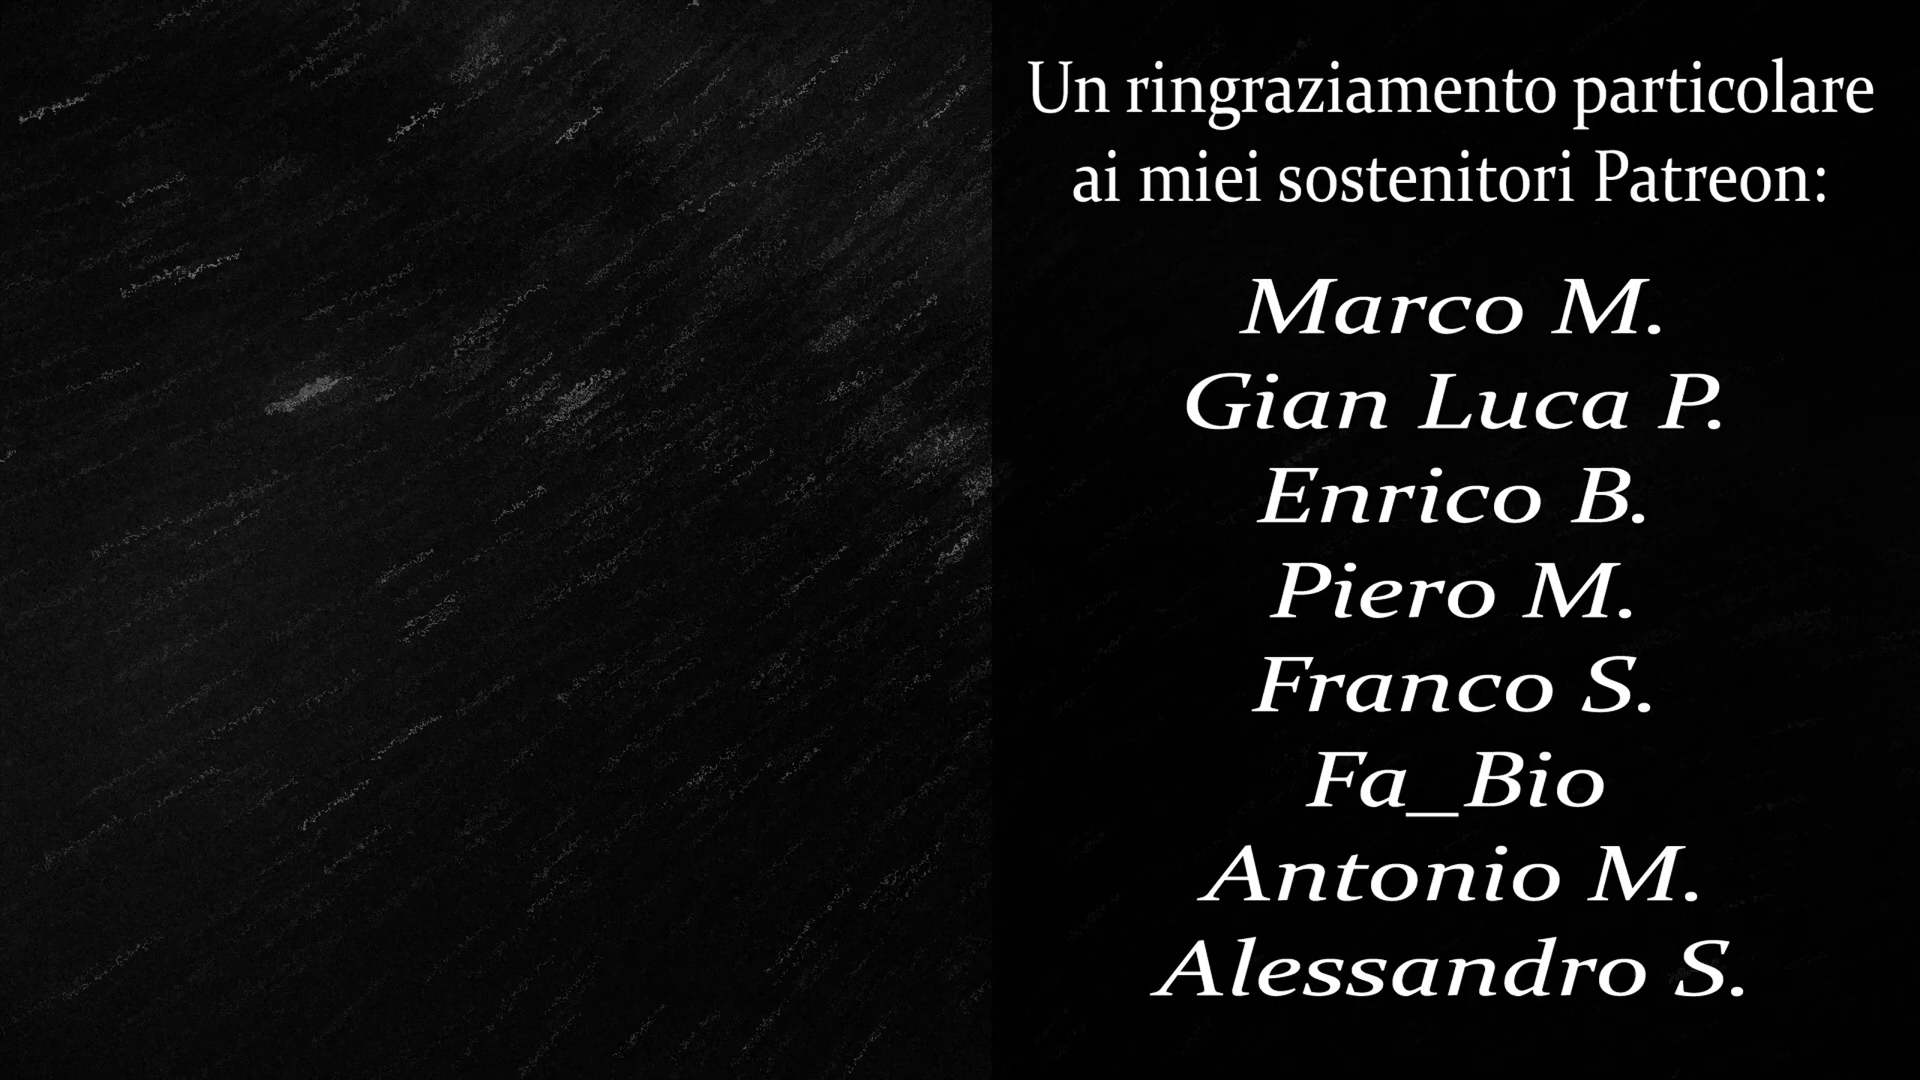 Un ringraziamento particolare
ai miei sostenitori Patreon:
Marco M.
Gian Luca P.
Enrico B.
Piero M.
Franco S.
Fa_Bio
Antonio M.
Alessandro S.